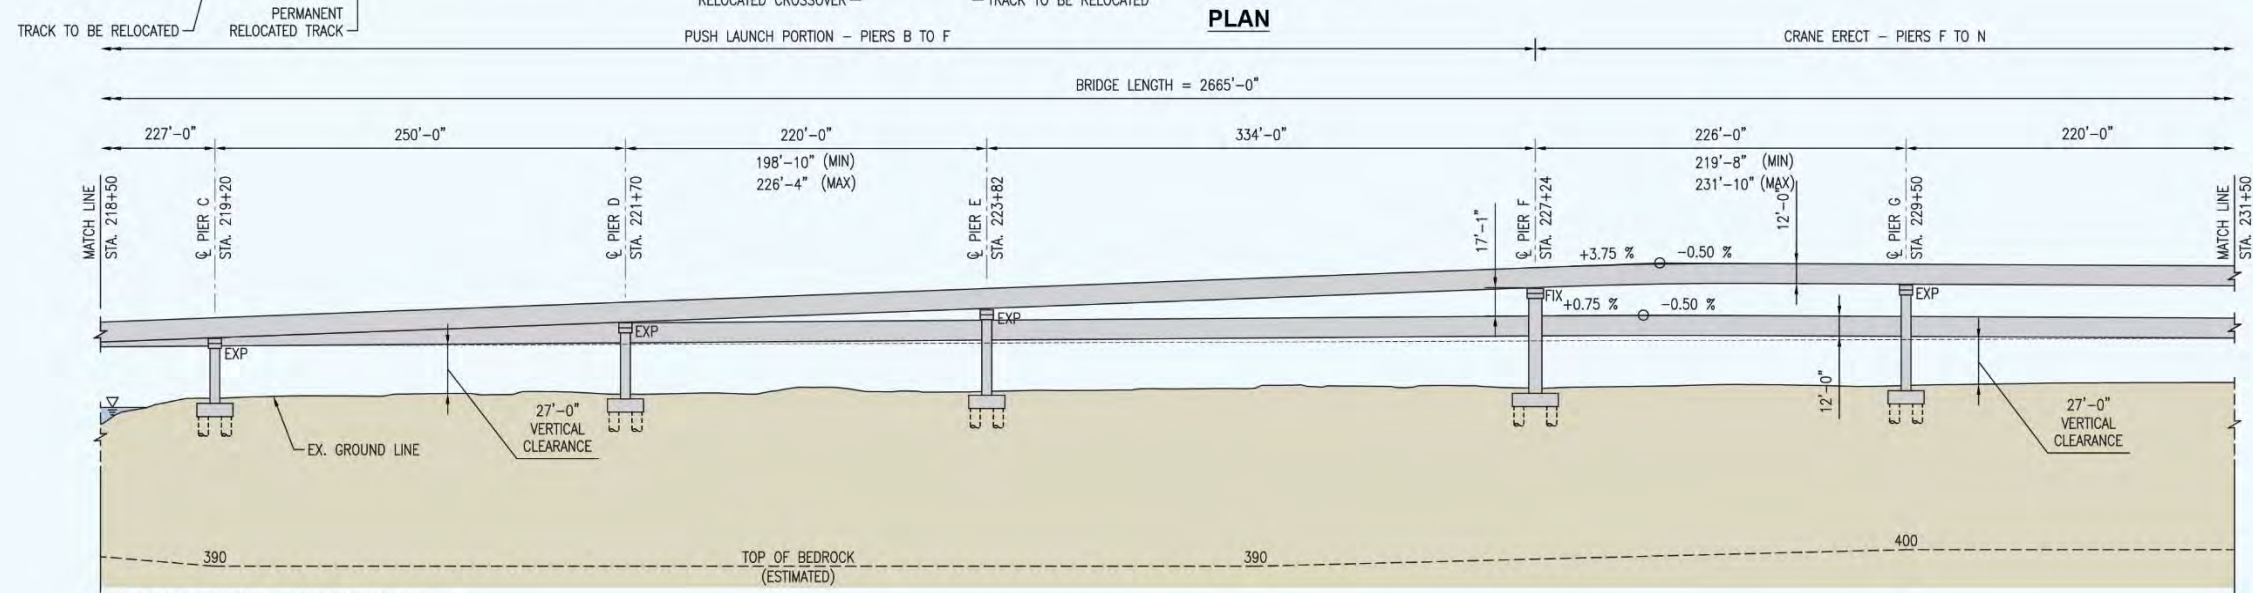 RELOCATED CROSSOVER
TRACK TO BE RELOCATED
PERMANENT
TRACK TO BE RELOCATED
RELOCATED TRACK
PLAN
PUSH LAUNCH PORTION - PIERS B TO F
CRANE ERECT - PIERS F TO N
BRIDGE LENGTH = 2665'-0"
227'-0"
250'-0"
220'-0"
334'-0"
226'-0"
220'-0"
198'-10" (MIN)
226'-4" (MAX)
219'-8" (MIN)
231'-10" (MAX)
MATCH LINE
STA. 218+50
℄ PIER C
STA. 219+20
℄ PIER D
STA. 221+70
℄ PIER E
STA. 223+82
17'-1"
℄ PIER F
STA. 227+24
12'-0"
℄ PIER G
STA. 229+50
MATCH LINE
STA. 231+50
+3.75 %
-0.50 %
FIX
+0.75 %
-0.50 %
EXP
EXP
EXP
EXP
12'-0"
27'-0"
VERTICAL
CLEARANCE
27'-0"
VERTICAL
CLEARANCE
EX. GROUND LINE
390
TOP OF BEDROCK
(ESTIMATED)
390
400